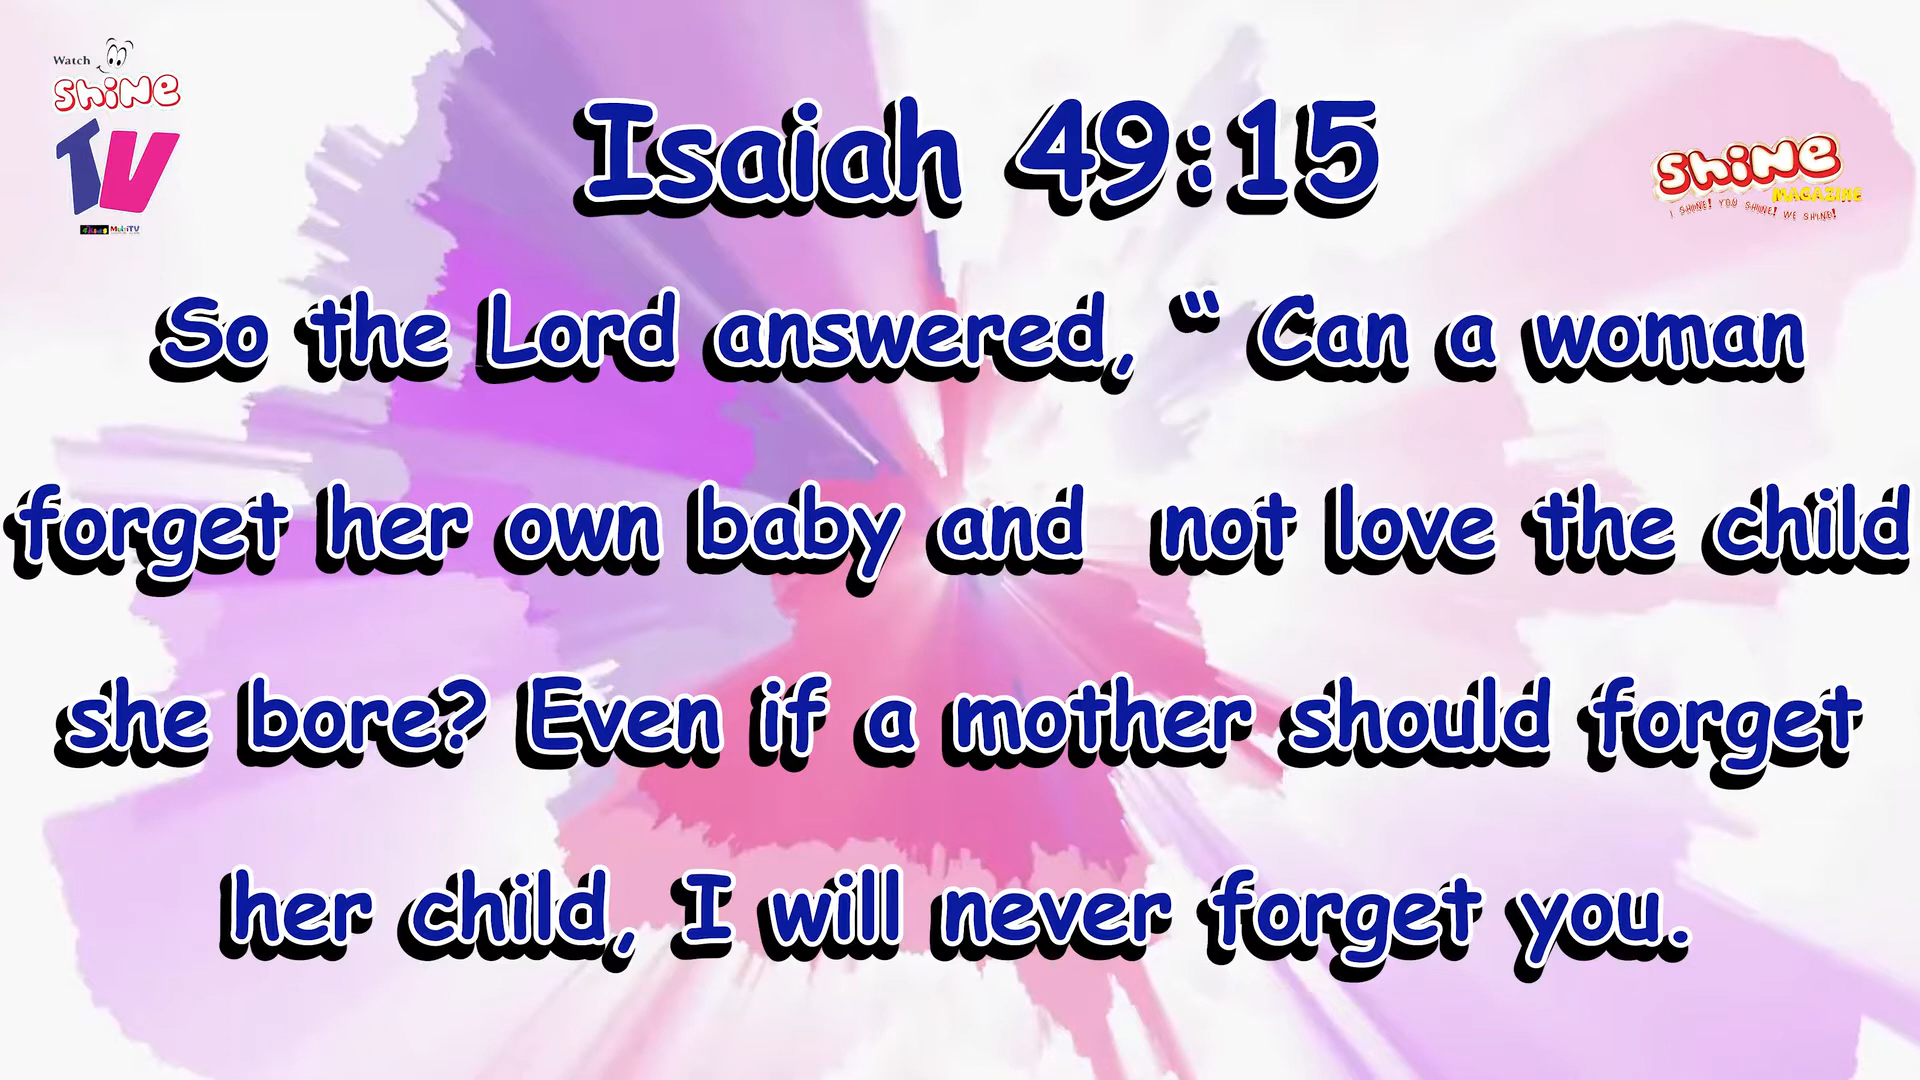 Watch
Shine
TV
MultiTV
Isaiah 49:15
Shine
MAGAZINE
I SHINE! YOU SHINE! WE SHINE!
So the Lord answered, “ Can a woman
forget her own baby and  not love the child
she bore? Even if a mother should forget
her child, I will never forget you.